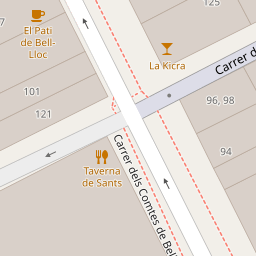 125
El Pati
de Bell-
Lloc
La Kicra
Carrer d
96, 98
101
121
94
Taverna
de Sants
Carrer dels Comtes de Bel